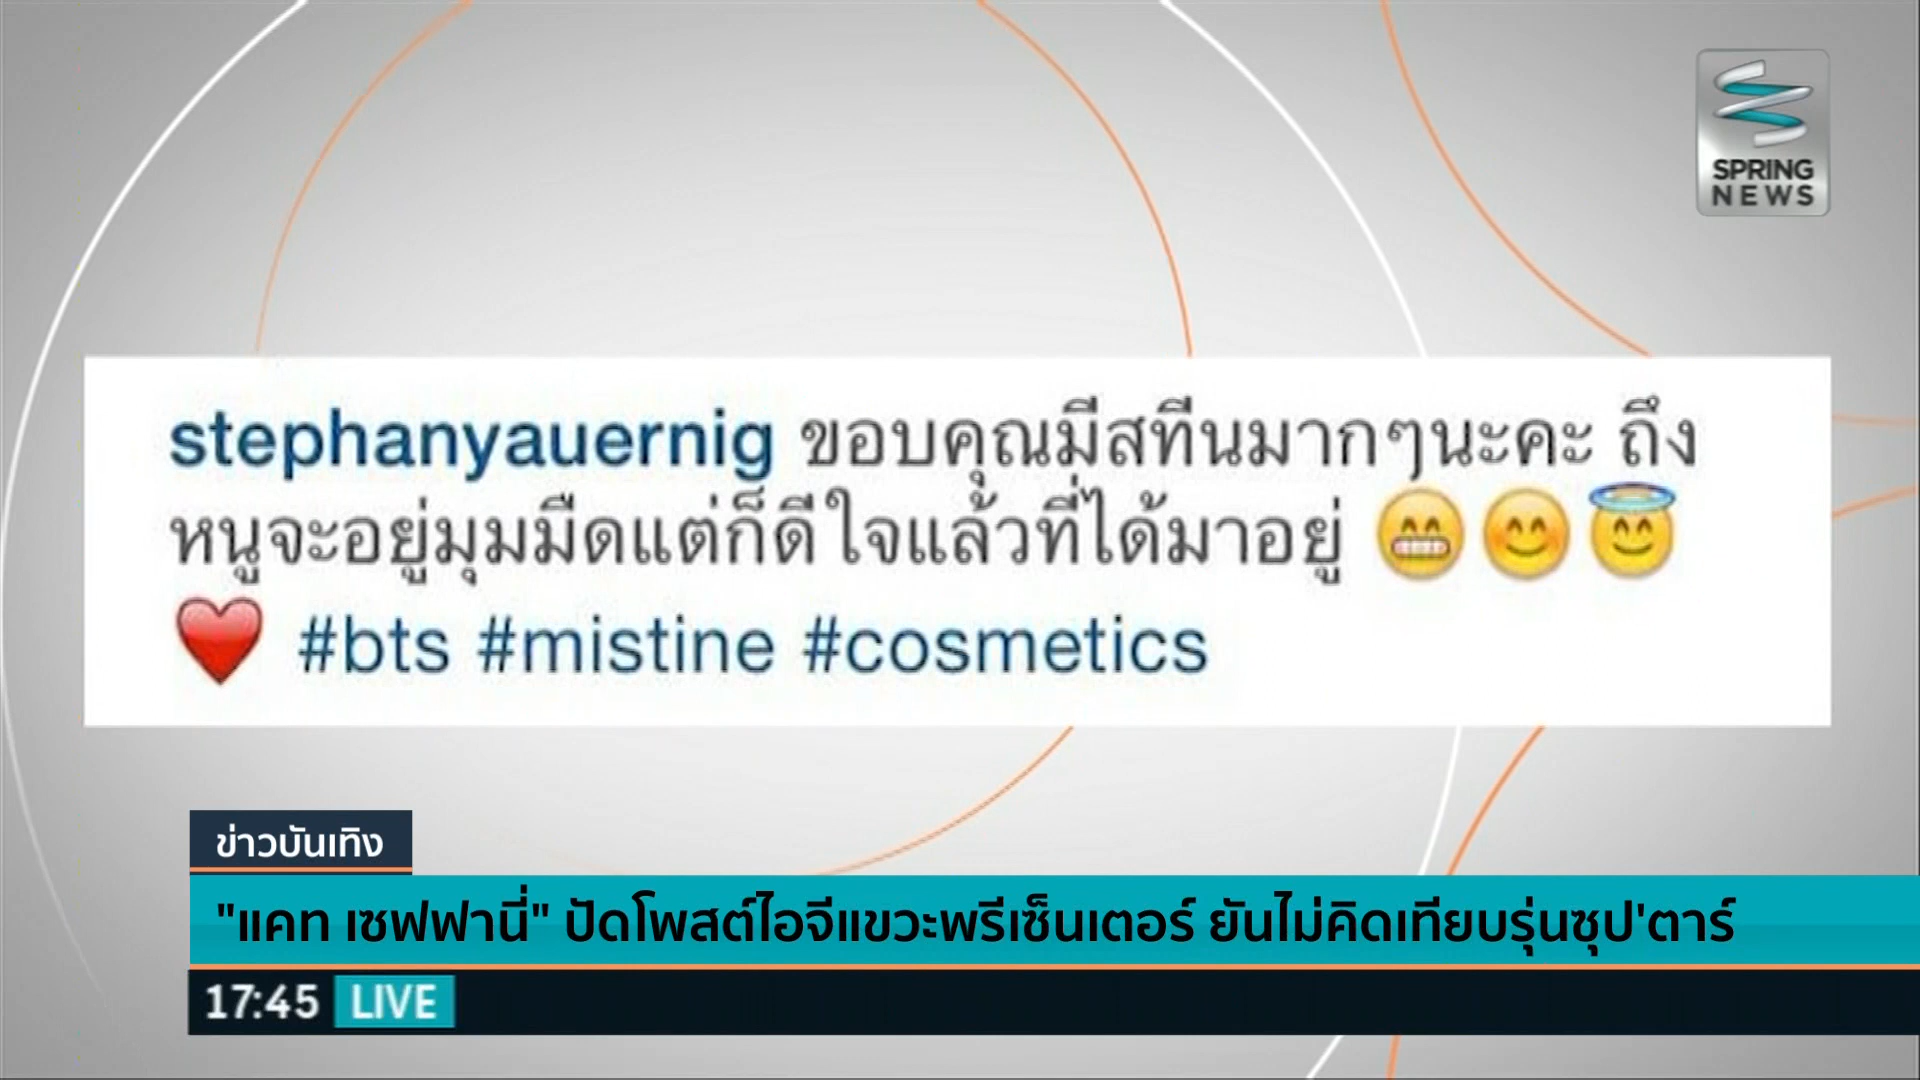 SPRING
NEWS
stephanyauernig ขอบคุณมีสทีนมากๆนะคะ ถึง
หนูจะอยู่มุมมืดแต่ก็ดีใจแล้วที่ได้มาอยู่ 😁😊😇
❤️ #bts #mistine #cosmetics
ข่าวบันเทิง
"แคท เซฟฟานี่" ปัดโพสต์ไอจีแขวะพรีเซ็นเตอร์ ยันไม่คิดเทียบรุ่นซุป'ตาร์
17:45 LIVE